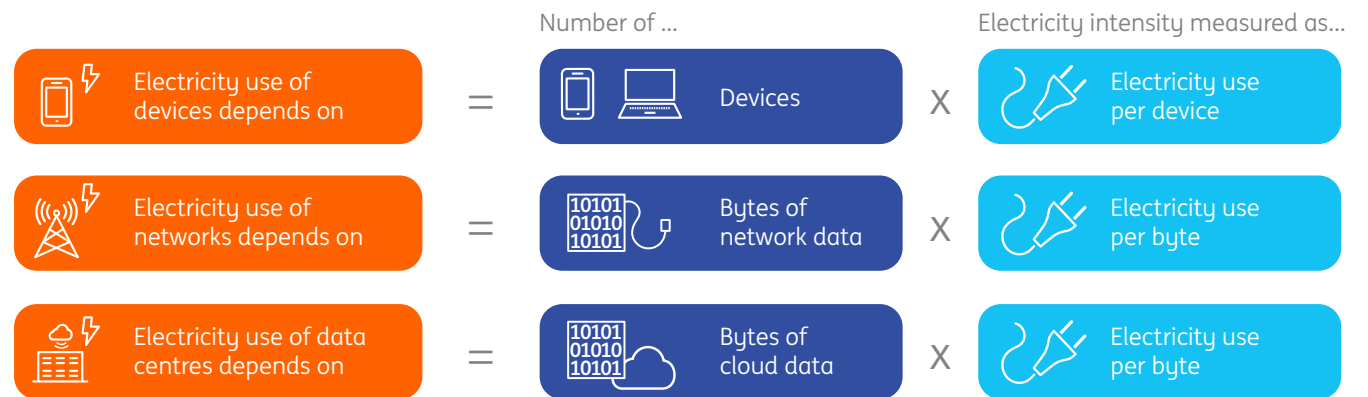 Number of ...
Electricity intensity measured as...
Electricity use of
devices depends on
=
Devices
X
Electricity use
per device
Electricity use of
networks depends on
=
10101
01010
10101
Bytes of
network data
X
Electricity use
per byte
Electricity use of data
centres depends on
=
10101
01010
10101
Bytes of
cloud data
X
Electricity use
per byte